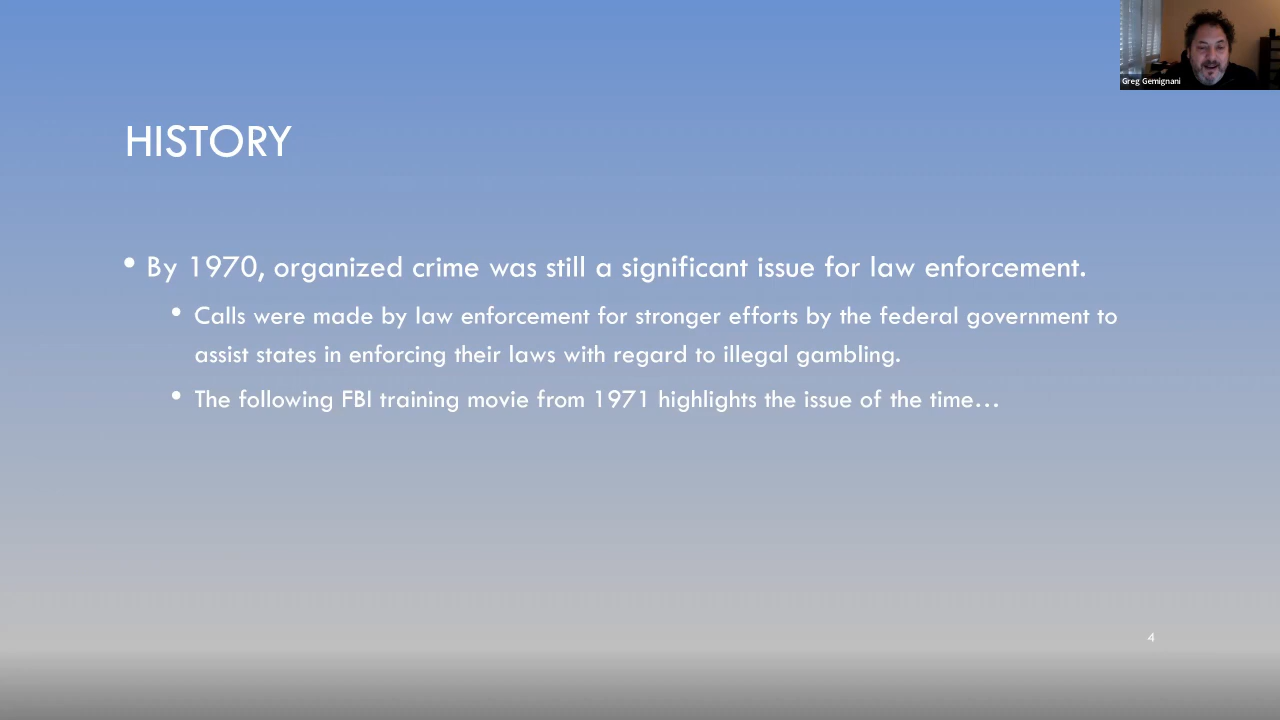 Greg Gemignani
HISTORY
• By 1970, organized crime was still a significant issue for law enforcement.
• Calls were made by law enforcement for stronger efforts by the federal government to
assist states in enforcing their laws with regard to illegal gambling.
• The following FBI training movie from 1971 highlights the issue of the time…
4